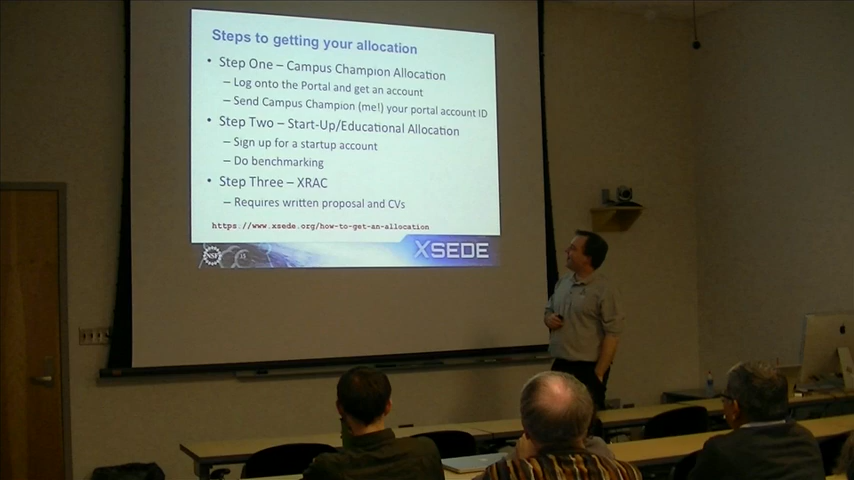 Steps to getting your allocation
• Step One – Campus Champion Allocation
– Log onto the Portal and get an account
– Send Campus Champion (me!) your portal account ID
• Step Two – Start-Up/Educational Allocation
– Sign up for a startup account
– Do benchmarking
• Step Three – XRAC
– Requires written proposal and CVs
https://www.xsede.org/how-to-get-an-allocation
NSF 35 XSEDE